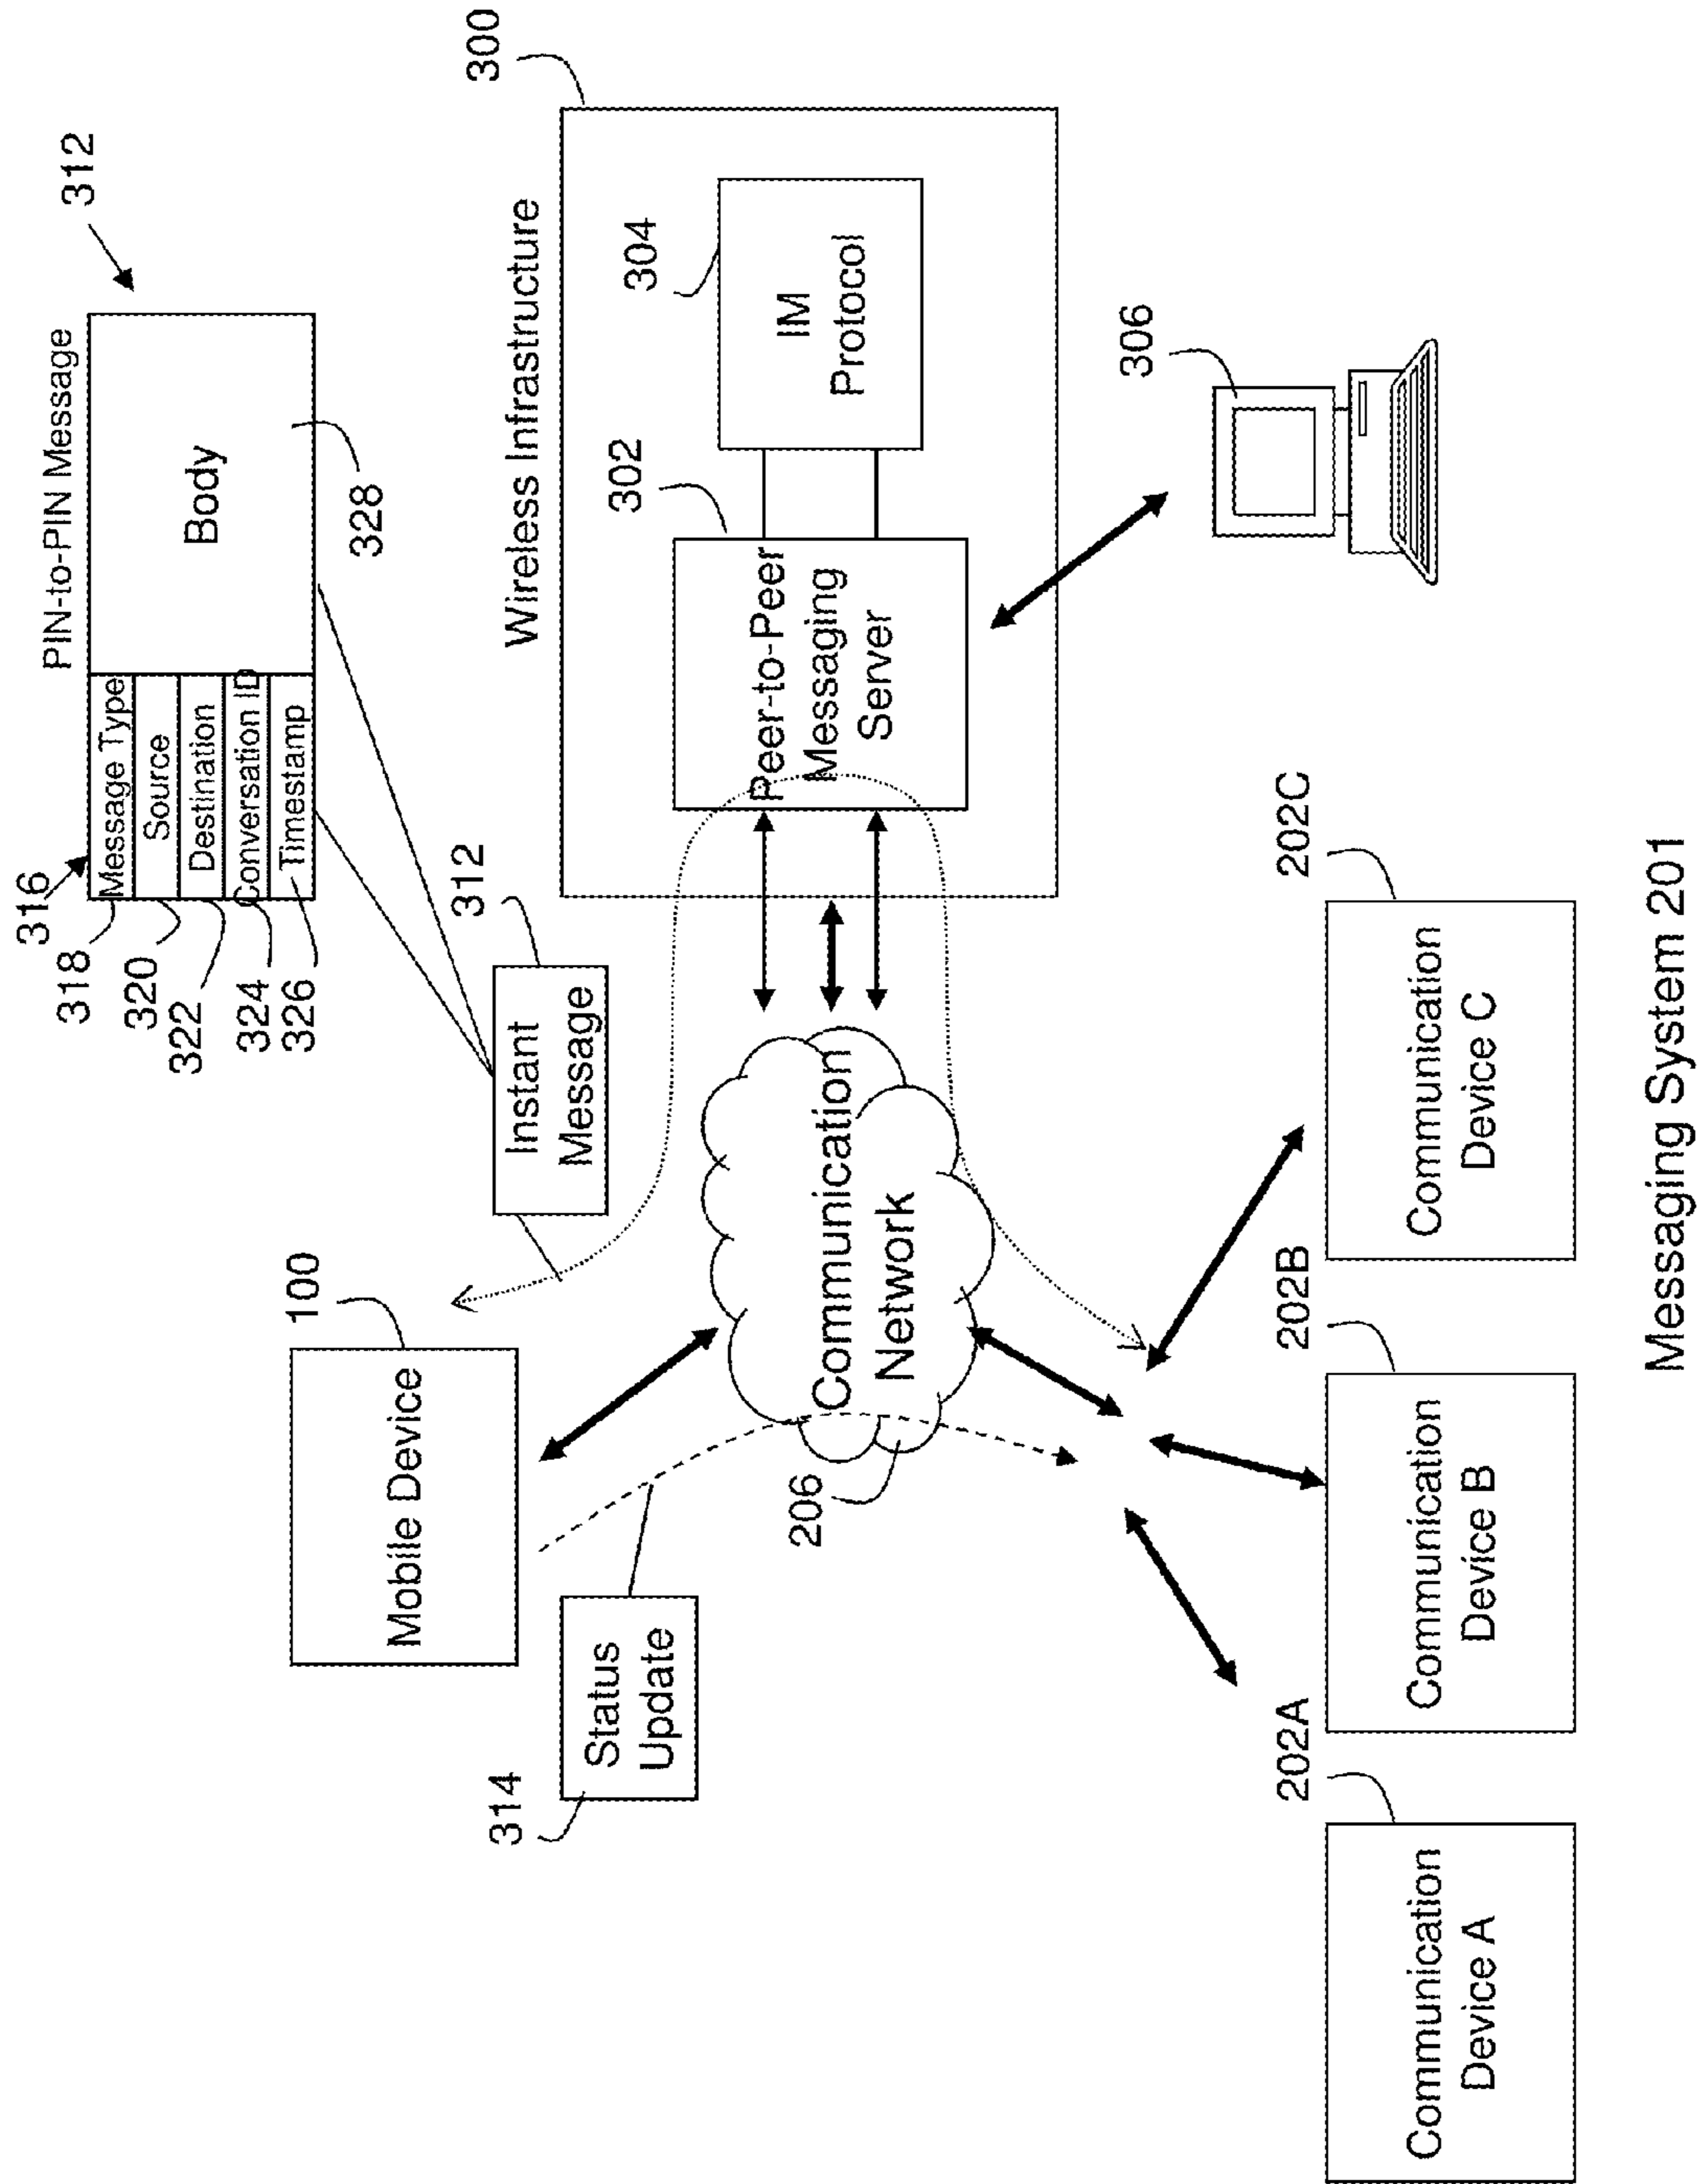 316
PIN-to-PIN Message
312
318
Message Type
320
Source
322
Destination
324
Conversation ID
326
Timestamp
Body
328
100
Mobile Device
Instant
Message
312
300
Wireless Infrastructure
302
304
Peer-to-Peer
Messaging
Server
IM
Protocol
314
Status
Update
206
Communication
Network
306
202A
202B
202C
Communication
Device A
Communication
Device B
Communication
Device C
Messaging System 201